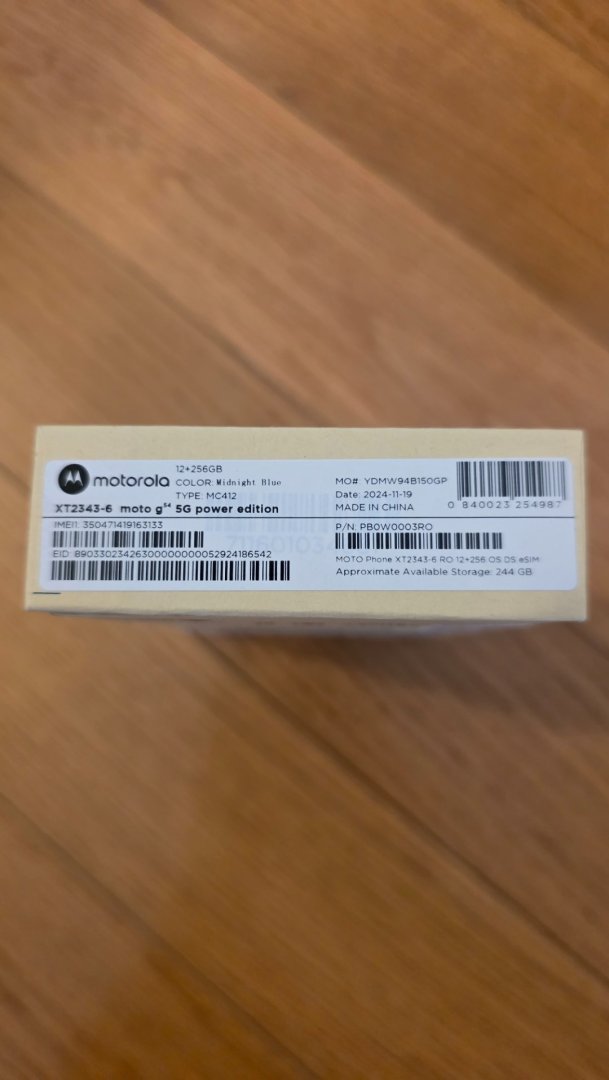 motorola
12+256GB
COLOR: Midnight Blue
TYPE: MC412
XT2343-6 moto g⁵⁴ 5G power edition
IMEI1: 350471419163133
EID: 89033023426300000000052924186542
MO#: YDMW94B150GP
Date: 2024-11-19
MADE IN CHINA
0 840023 254987
P/N: PB0W0003RO
MOTO Phone XT2343-6 RO 12+256 OS DS eSIM
Approximate Available Storage: 244 GB